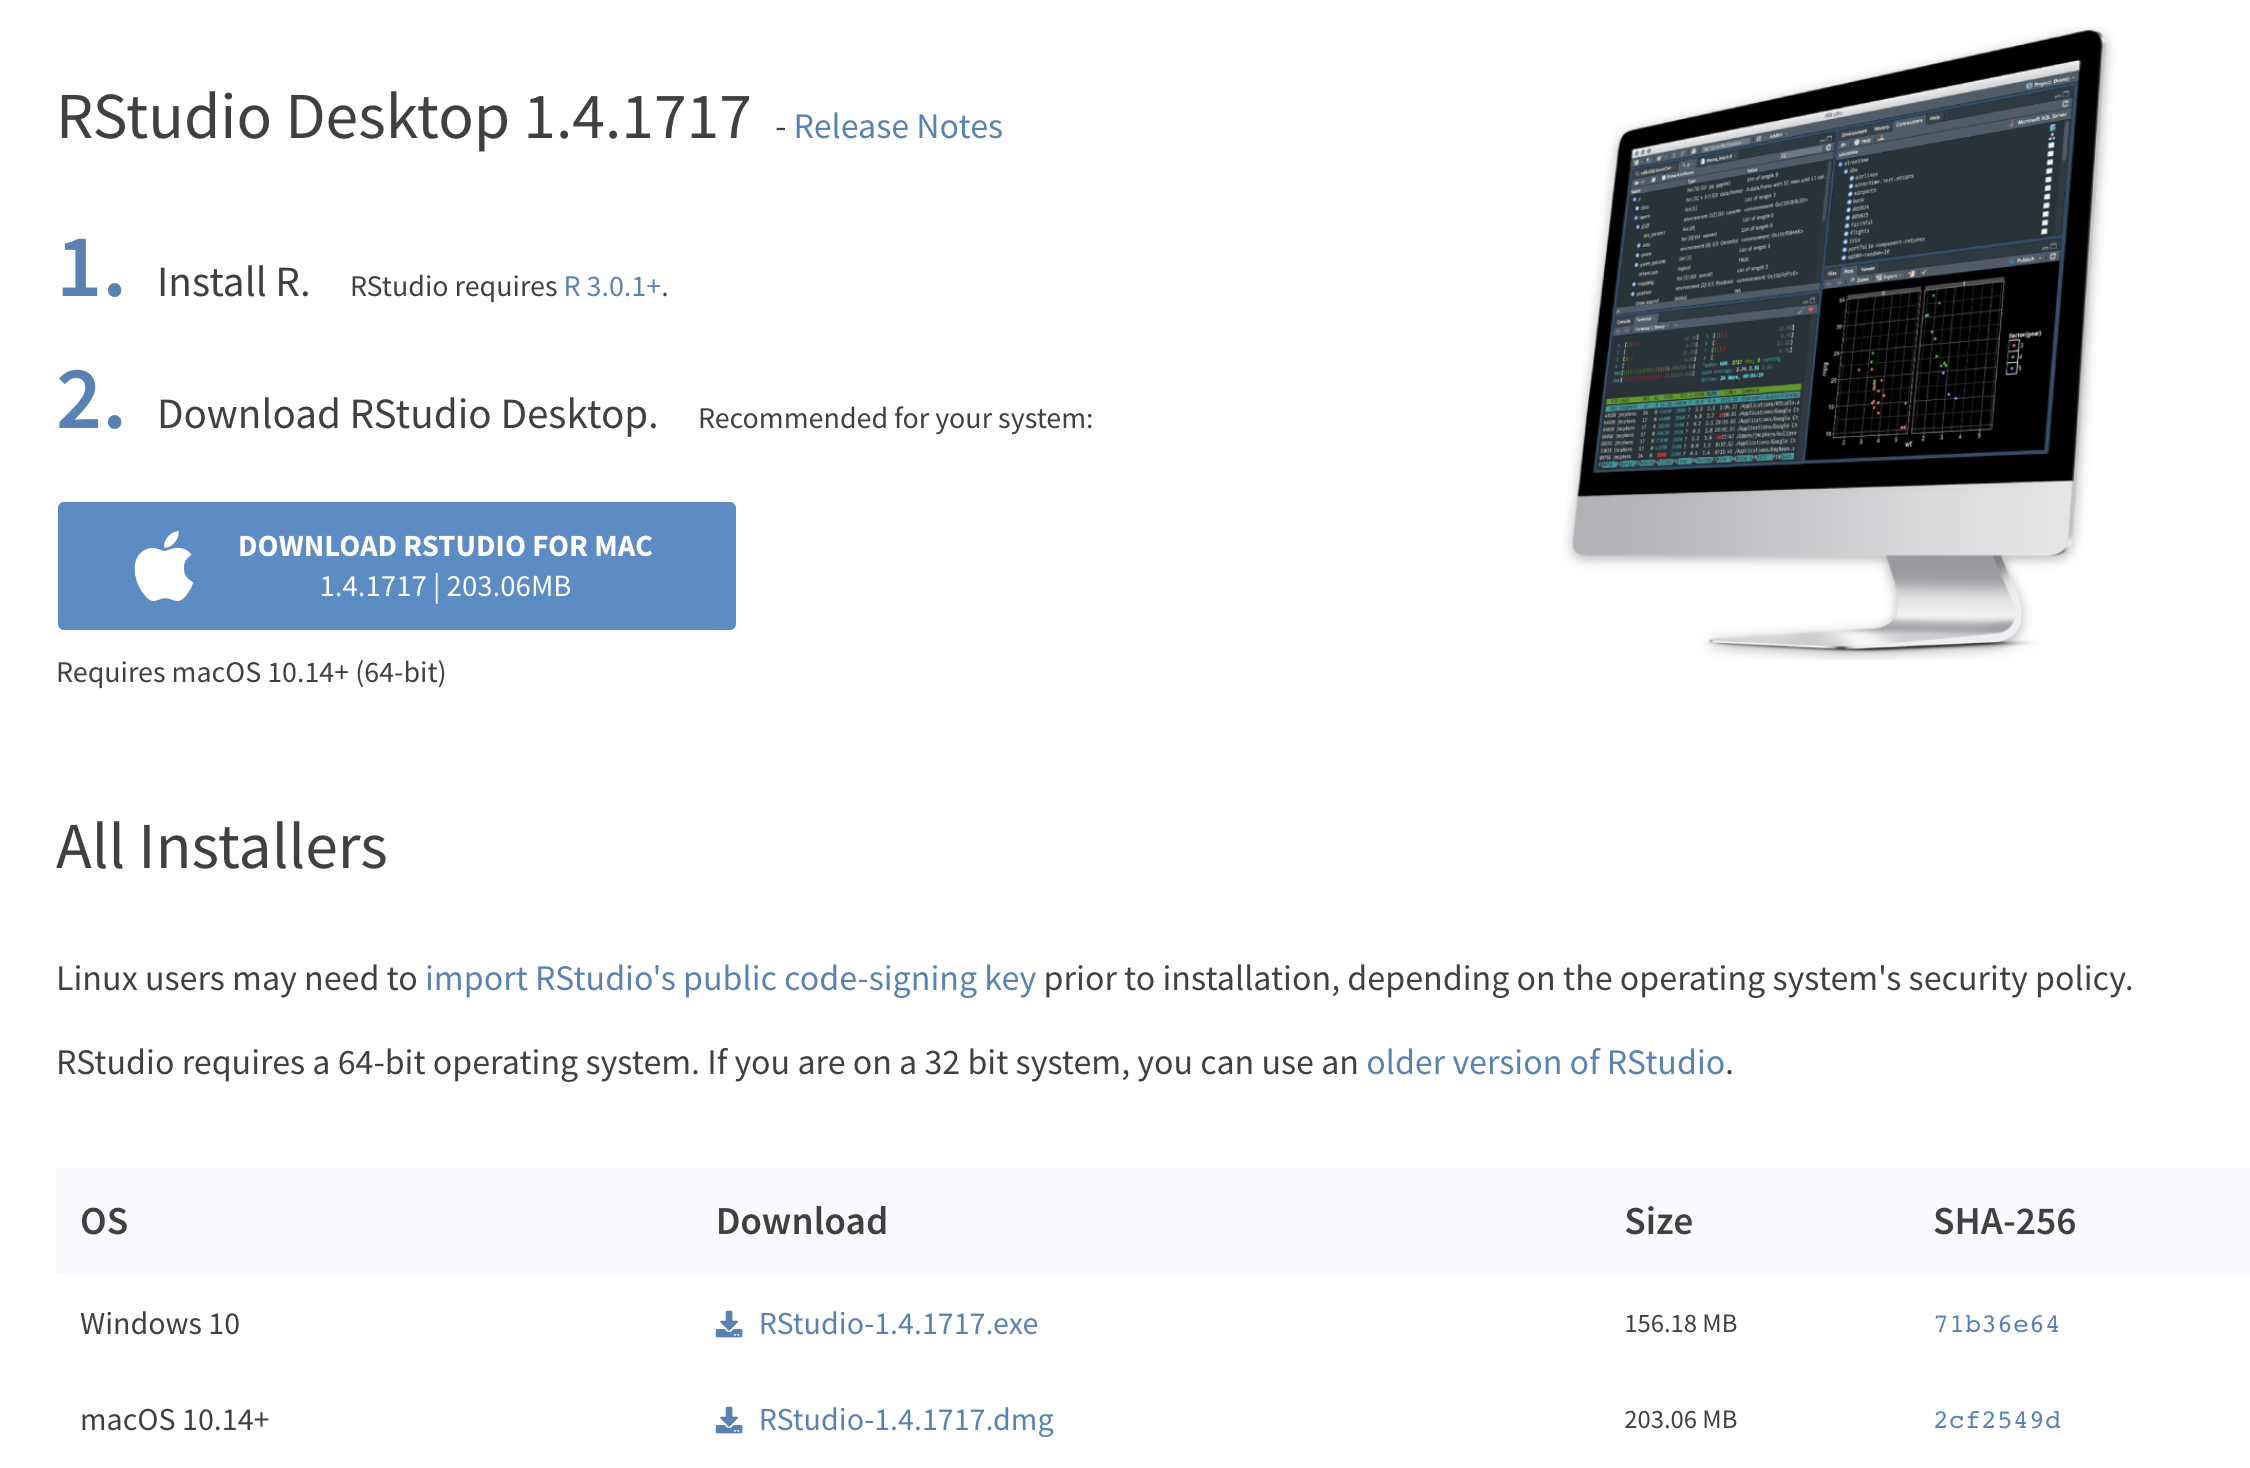 RStudio Desktop 1.4.1717 - Release Notes
1. Install R. RStudio requires R 3.0.1+.
2. Download RStudio Desktop. Recommended for your system:
DOWNLOAD RSTUDIO FOR MAC
1.4.1717 | 203.06MB
Requires macOS 10.14+ (64-bit)
All Installers
Linux users may need to import RStudio's public code-signing key prior to installation, depending on the operating system's security policy.
RStudio requires a 64-bit operating system. If you are on a 32 bit system, you can use an older version of RStudio.
OS Download Size SHA-256
Windows 10 RStudio-1.4.1717.exe 156.18 MB 71b36e64
macOS 10.14+ RStudio-1.4.1717.dmg 203.06 MB 2cf2549d